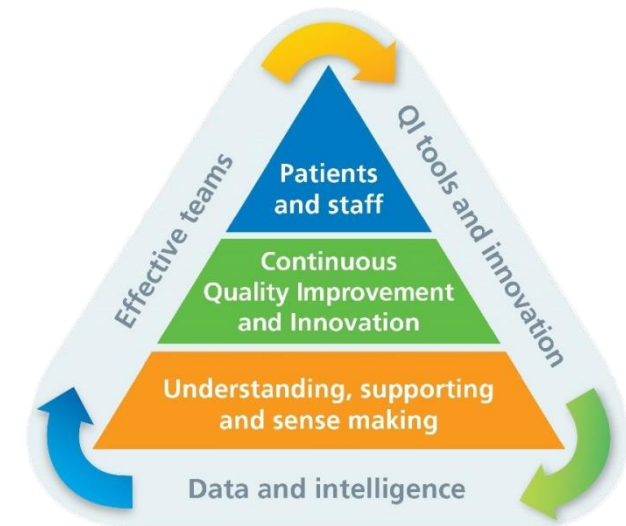 Effective teams
QI tools and innovation
Patients
and staff
Continuous
Quality Improvement
and Innovation
Understanding, supporting
and sense making
Data and intelligence